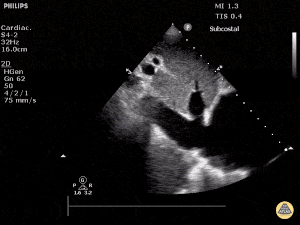 PHILIPS
MI 1.3
TIS 0.4
Cardiac.
S4-2
32Hz
16.0cm
Subcostal
2D
HGen
Gn 62
50
4/2/1
75 mm/s
P
G
P R
1.6 3.2